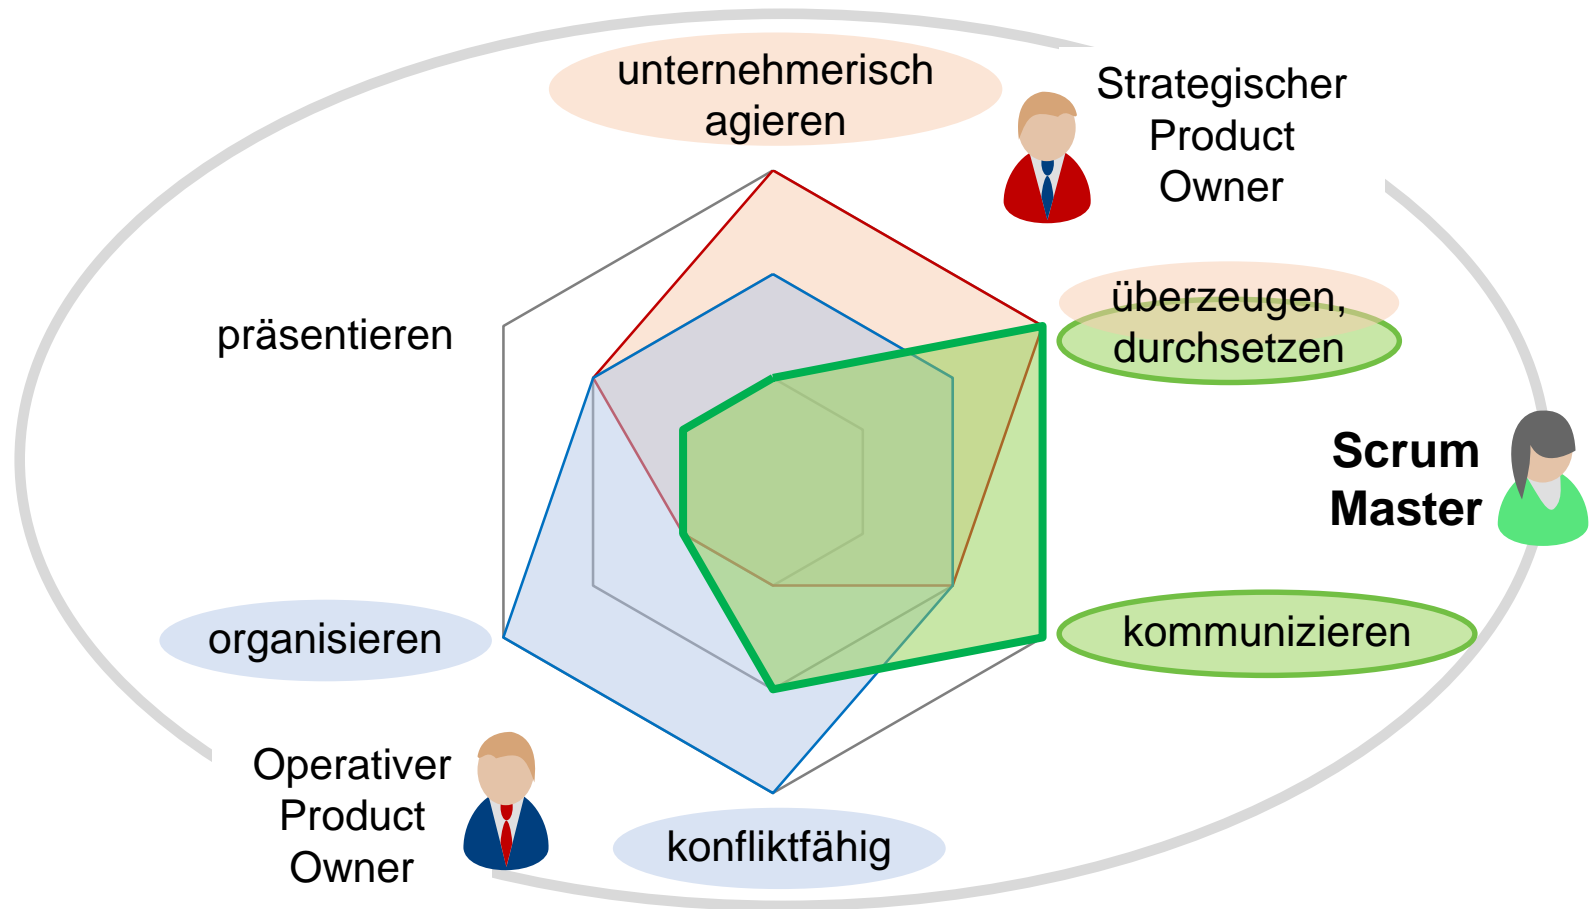 unternehmerisch
agieren
Strategischer
Product
Owner
präsentieren
überzeugen,
durchsetzen
Scrum
Master
organisieren
kommunizieren
Operativer
Product
Owner
konfliktfähig